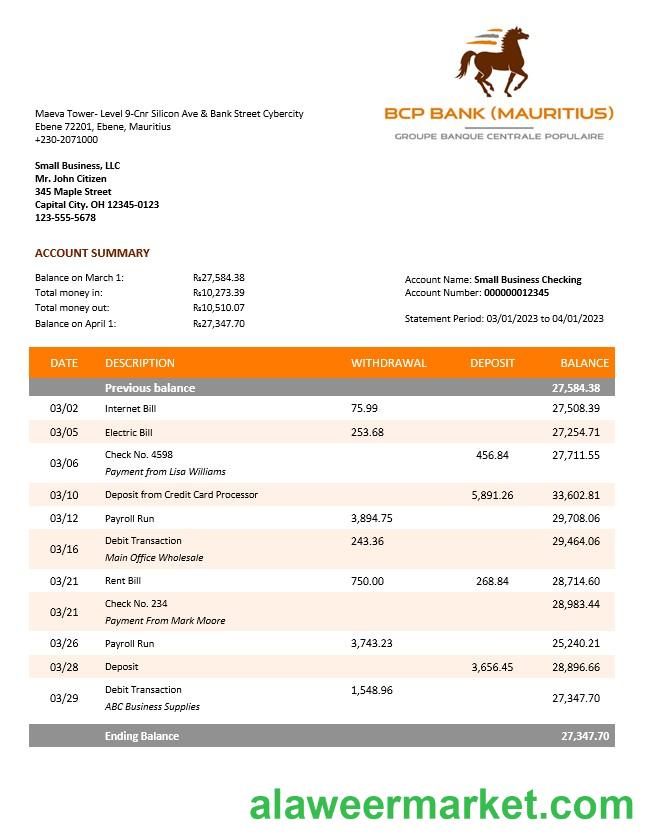 BCP BANK (MAURITIUS)
GROUPE BANQUE CENTRALE POPULAIRE
Maeva Tower- Level 9-Cnr Silicon Ave & Bank Street Cybercity
Ebene 72201, Ebene, Mauritius
+230-2071000
Small Business, LLC
Mr. John Citizen
345 Maple Street
Capital City. OH 12345-0123
123-555-5678
ACCOUNT SUMMARY
Balance on March 1: ₨27,584.38
Total money in: ₨10,273.39
Total money out: ₨10,510.07
Balance on April 1: ₨27,347.70
Account Name: Small Business Checking
Account Number: 000000012345
Statement Period: 03/01/2023 to 04/01/2023
DATE DESCRIPTION WITHDRAWAL DEPOSIT BALANCE
Previous balance 27,584.38
03/02 Internet Bill 75.99 27,508.39
03/05 Electric Bill 253.68 27,254.71
03/06 Check No. 4598 456.84 27,711.55
Payment from Lisa Williams
03/10 Deposit from Credit Card Processor 5,891.26 33,602.81
03/12 Payroll Run 3,894.75 29,708.06
03/16 Debit Transaction 243.36 29,464.06
Main Office Wholesale
03/21 Rent Bill 750.00 268.84 28,714.60
03/21 Check No. 234 28,983.44
Payment From Mark Moore
03/26 Payroll Run 3,743.23 25,240.21
03/28 Deposit 3,656.45 28,896.66
03/29 Debit Transaction 1,548.96 27,347.70
ABC Business Supplies
Ending Balance 27,347.70
alaweermarket.com